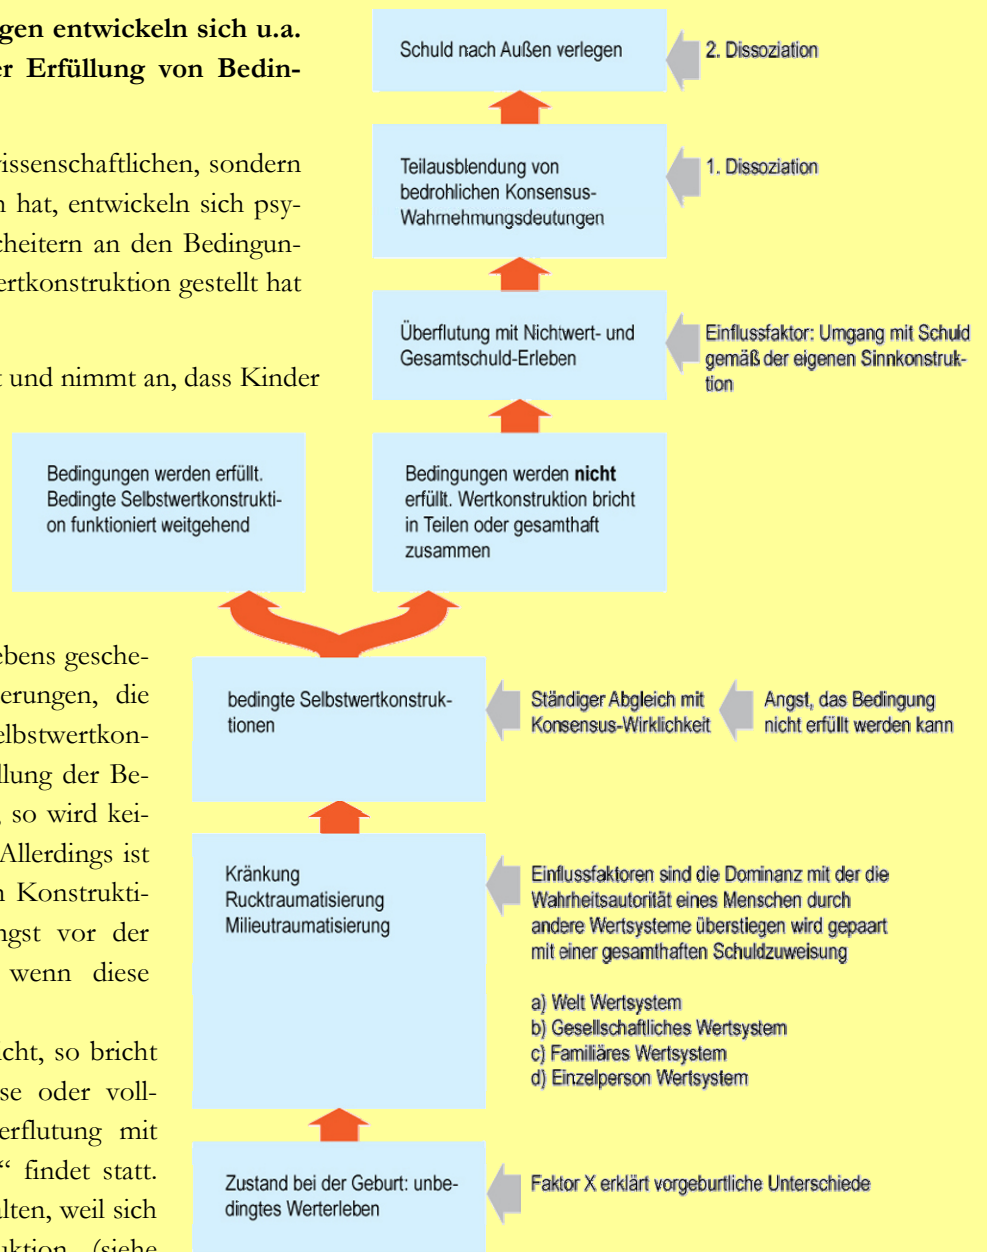 gen entwickeln sich u.a.
er Erfüllung von Bedin-
wissenschaftlichen, sondern
n hat, entwickeln sich psy-
cheitern an den Bedingun-
ertkonstruktion gestellt hat
t und nimmt an, dass Kinder
Schuld nach Außen verlegen
2. Dissoziation
Teilausblendung von
bedrohlichen Konsensus-
Wahrnehmungsdeutungen
1. Dissoziation
Überflutung mit Nichtwert- und
Gesamtschuld-Erleben
Einflussfaktor: Umgang mit Schuld
gemäß der eigenen Sinnkonstruk-
tion
Bedingungen werden erfüllt.
Bedingte Selbstwertkonstrukti-
on funktioniert weitgehend
Bedingungen werden nicht
erfüllt. Wertkonstruktion bricht
in Teilen oder gesamthaft
zusammen
ebens gesche-
erungen, die
elbstwertkon-
llung der Be-
, so wird kei-
Allerdings ist
n Konstrukti-
ngst vor der
wenn diese
icht, so bricht
se oder voll-
erflutung mit
“ findet statt.
alten, weil sich
uktion (siehe
bedingte Selbstwertkonstruk-
tionen
Ständiger Abgleich mit
Konsensus-Wirklichkeit
Angst, das Bedingung
nicht erfüllt werden kann
Kränkung
Rucktraumatisierung
Milieutraumatisierung
Einflussfaktoren sind die Dominanz mit der die
Wahrheitsautorität eines Menschen durch
andere Wertsysteme überstiegen wird gepaart
mit einer gesamthaften Schuldzuweisung
a) Welt Wertsystem
b) Gesellschaftliches Wertsystem
c) Familiäres Wertsystem
d) Einzelperson Wertsystem
Zustand bei der Geburt: unbe-
dingtes Werterleben
Faktor X erklärt vorgeburtliche Unterschiede